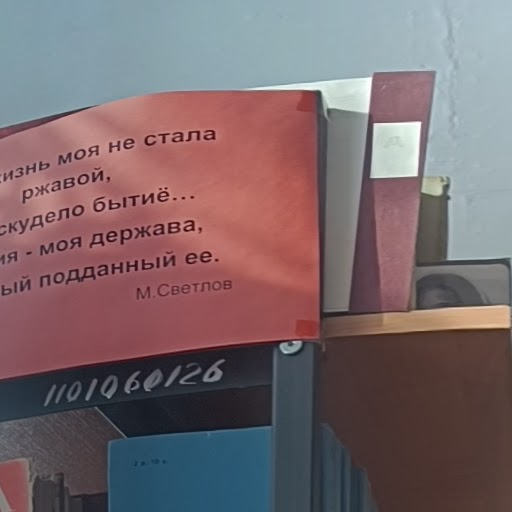 изнь моя не стала
ржавой,
скудело бытиё...
ия - моя держава,
ый подданный ее.
М.Светлов
1101060126